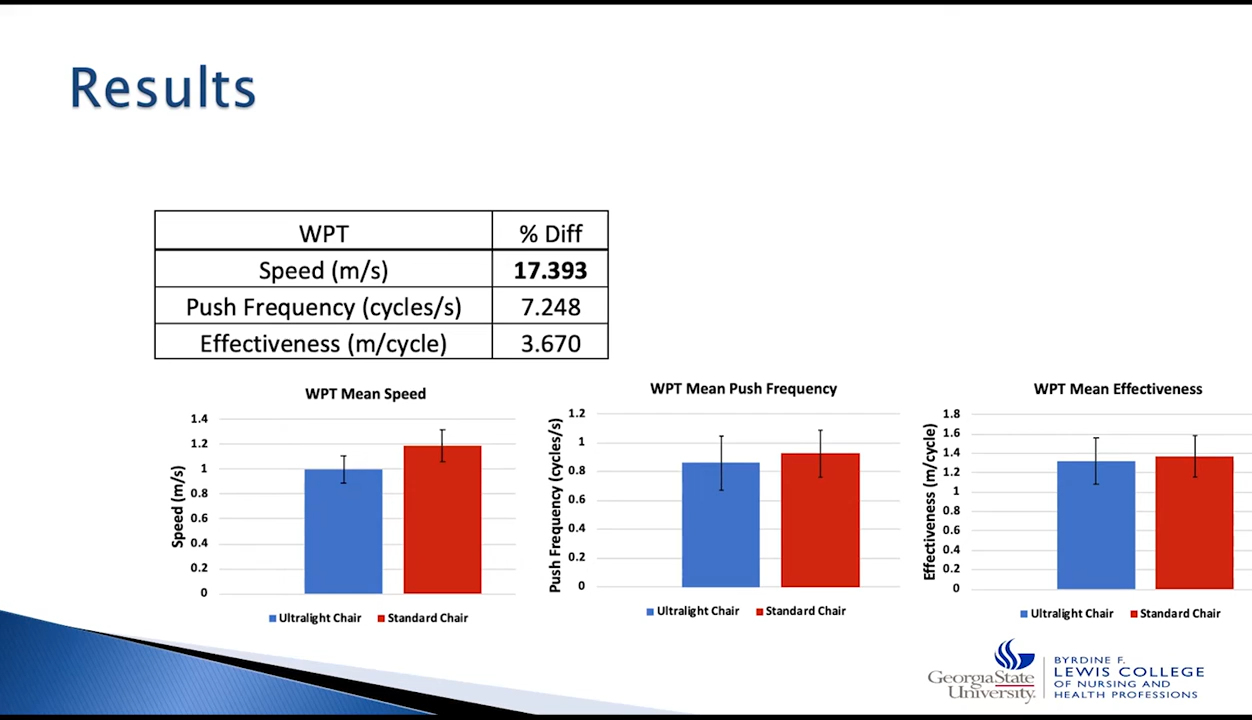 Results
WPT % Diff
Speed (m/s) 17.393
Push Frequency (cycles/s) 7.248
Effectiveness (m/cycle) 3.670
WPT Mean Speed
Speed (m/s)
1.4
1.2
1
0.8
0.6
0.4
0.2
0
Ultralight Chair Standard Chair
WPT Mean Push Frequency
Push Frequency (cycles/s)
1.2
1
0.8
0.6
0.4
0.2
0
Ultralight Chair Standard Chair
WPT Mean Effectiveness
Effectiveness (m/cycle)
1.8
1.6
1.4
1.2
1
0.8
0.6
0.4
0.2
0
Ultralight Chair Standard Chair
GeorgiaState
University.
BYRDINE F.
LEWIS COLLEGE
OF NURSING AND
HEALTH PROFESSIONS